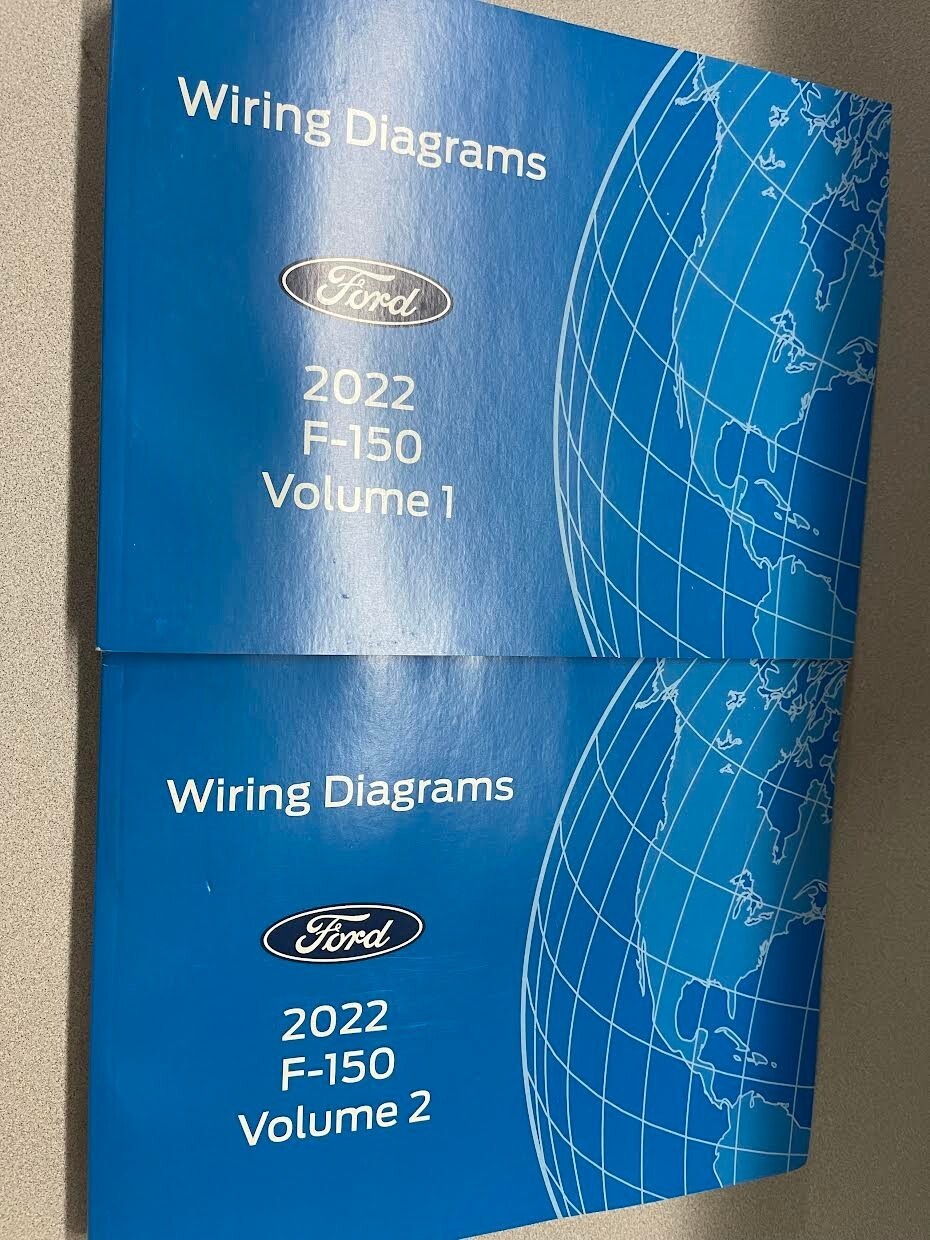 Wiring Diagrams
Ford
2022
F-150
Volume 1
Wiring Diagrams
Ford
2022
F-150
Volume 2